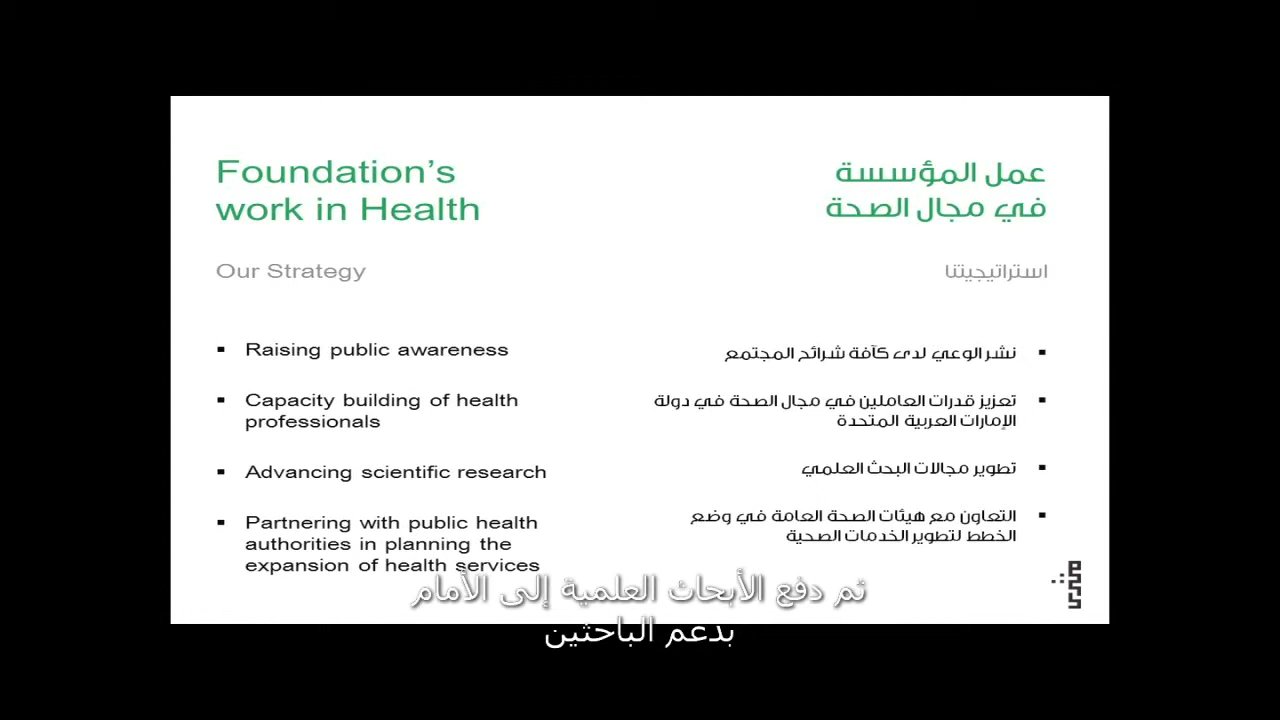 Foundation's
work in Health
عمل المؤسسة
في مجال الصحة
Our Strategy
استراتيجيتنا
▪ Raising public awareness
▪ Capacity building of health
professionals
▪ Advancing scientific research
▪ Partnering with public health
authorities in planning the
expansion of health services
▪ نشر الوعي لدى كآفة شرائح المجتمع
▪ تعزيز قدرات العاملين في مجال الصحة في دولة
الإمارات العربية المتحدة
▪ تطوير مجالات البحث العلمي
▪ التعاون مع هيئات الصحة العامة في وضع
الخطط لتطوير الخدمات الصحية
ثم دفع الأبحاث العلمية إلى الأمام
بدعم الباحثين